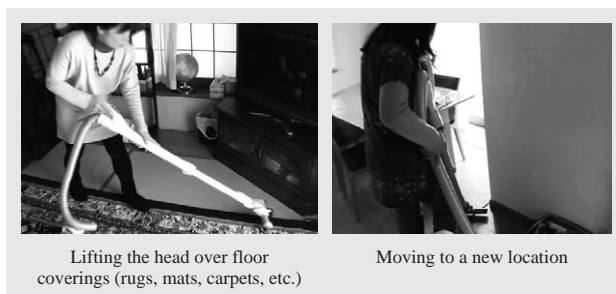 Lifting the head over floor
coverings (rugs, mats, carpets, etc.)
Moving to a new location